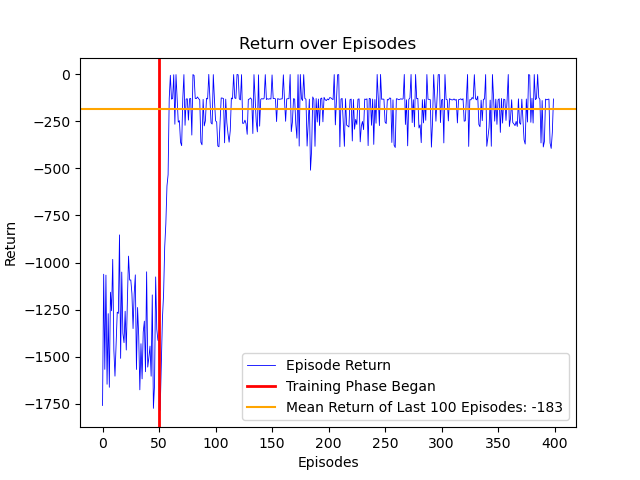 Return over Episodes
0
−250
−500
−750
−1000
−1250
−1500
−1750
Return
Episode Return
Training Phase Began
Mean Return of Last 100 Episodes: -183
0 50 100 150 200 250 300 350 400
Episodes